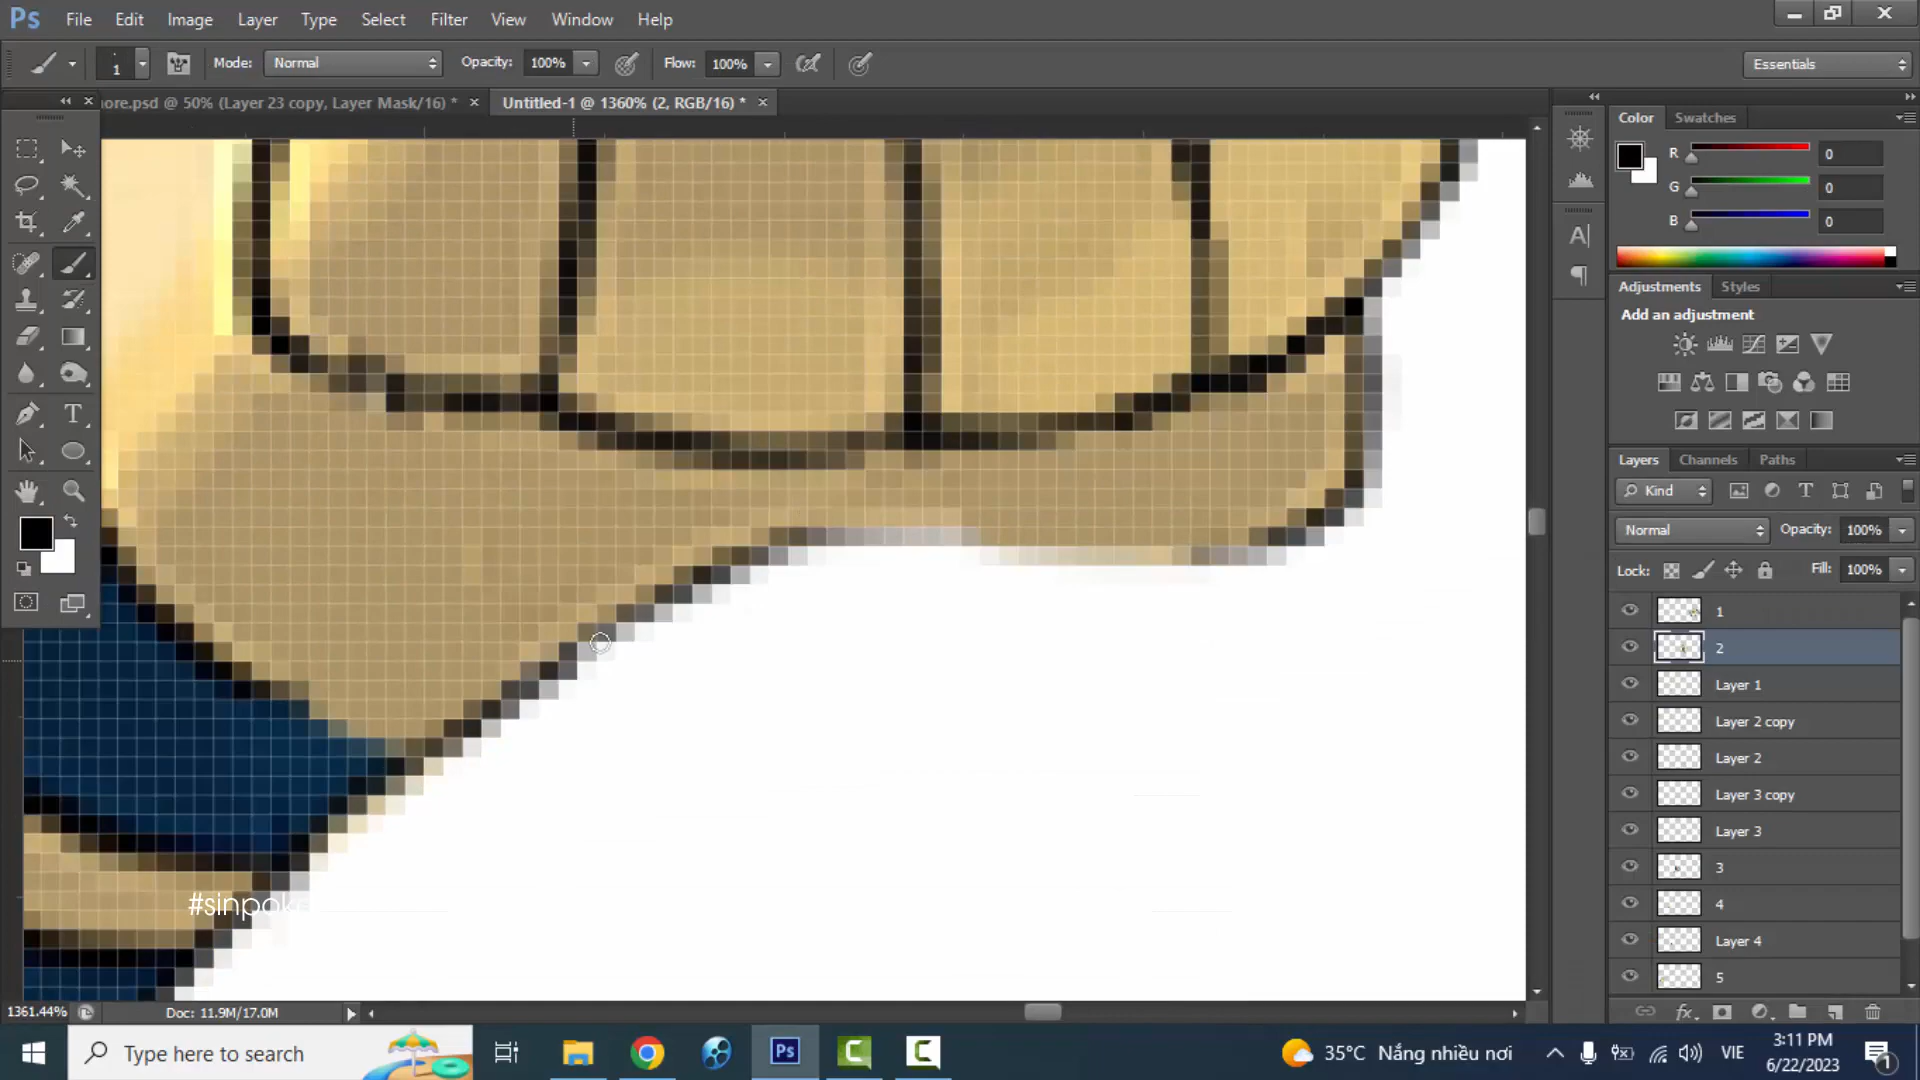 Ps File Edit Image Layer Type Select Filter View Window Help
1 Mode: Normal Opacity: 100% Flow: 100% Essentials
ore.psd @ 50% (Layer 23 copy, Layer Mask/16) * × Untitled-1 @ 1360% (2, RGB/16) * ×
Color Swatches
R 0
G 0
B 0
Adjustments Styles
Add an adjustment
Layers Channels Paths
Kind
Normal Opacity: 100%
Lock: Fill: 100%
1
2
Layer 1
Layer 2 copy
Layer 2
Layer 3 copy
Layer 3
3
4
Layer 4
5
#sinpok
1361.44% Doc: 11.9M/17.0M
Type here to search
Ps
35°C Nắng nhiều nơi
VIE
3:11 PM
6/22/2023
1